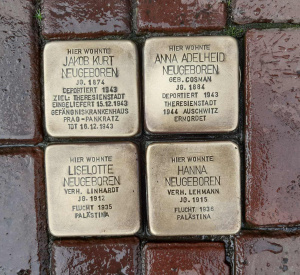 HIER WOHNTE
JAKOB KURT
NEUGEBOREN
JG. 1874
DEPORTIERT 1943
ZIEL: THERESIENSTADT
EINGELIEFERT 15.12.1943
GEFÄNGNISKRANKENHAUS
PRAG-PANKRATZ
TOT 16.12.1943
HIER WOHNTE
ANNA ADELHEID
NEUGEBOREN
GEB. COSMAN
JG. 1884
DEPORTIERT 1943
THERESIENSTADT
1944 AUSCHWITZ
ERMORDET
HIER WOHNTE
LISELOTTE
NEUGEBOREN
VERH. LINHARDT
JG. 1912
FLUCHT 1935
PALÄSTINA
HIER WOHNTE
HANNA
NEUGEBOREN
VERH. LEHMANN
JG. 1915
FLUCHT 1936
PALÄSTINA